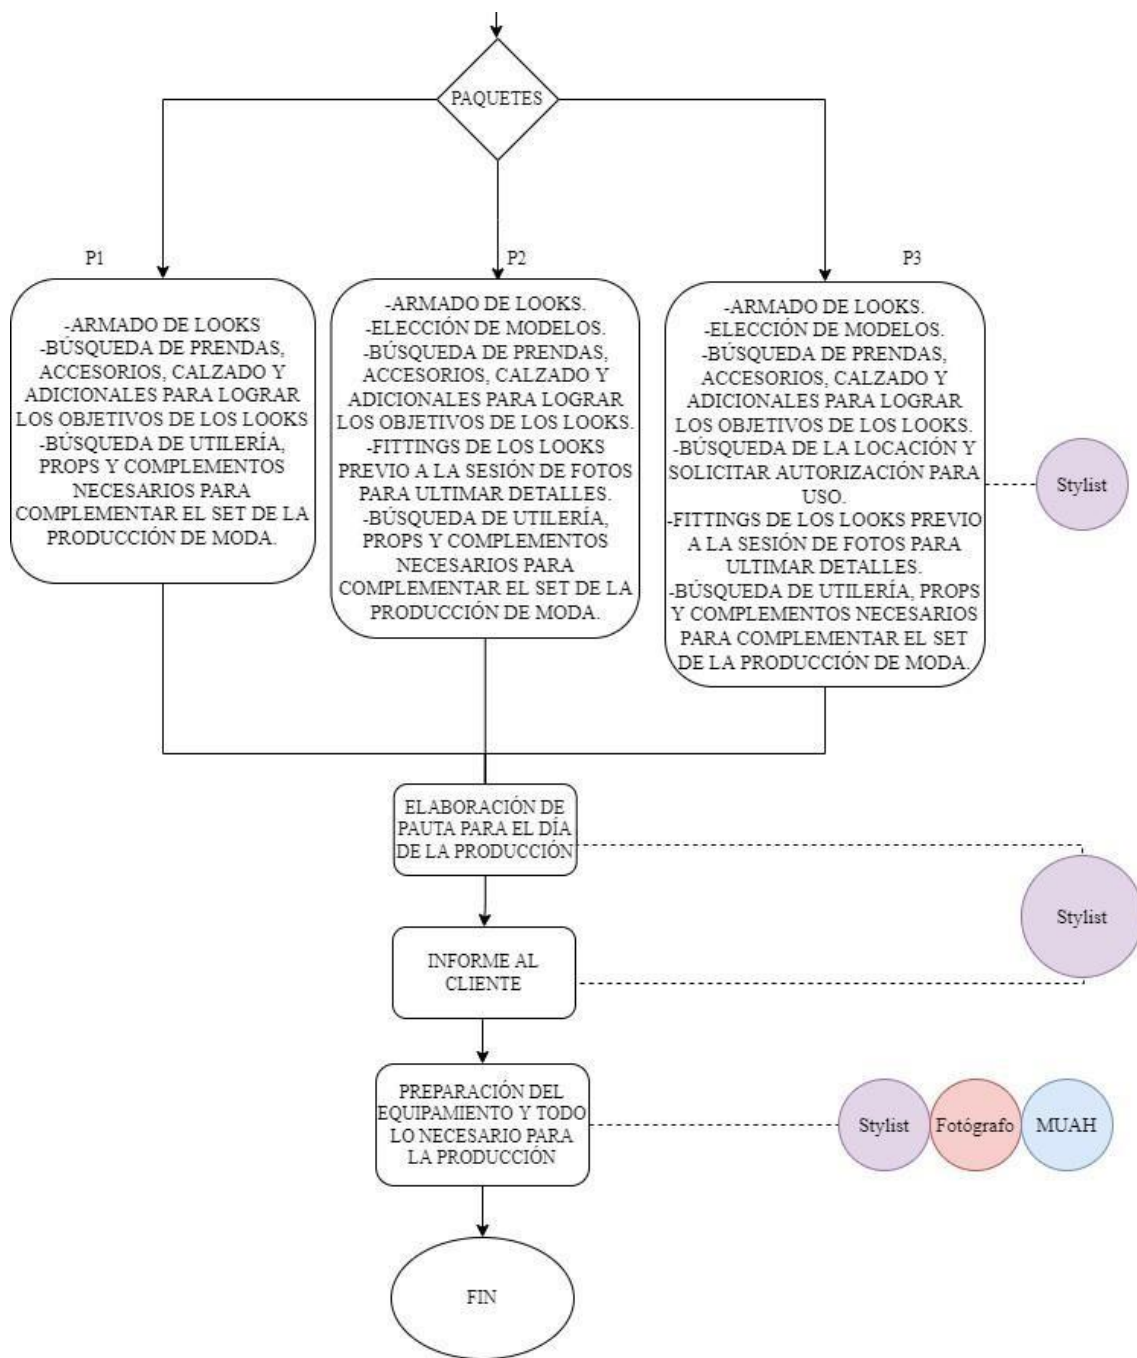 PAQUETES
P1
P2
P3
-ARMADO DE LOOKS
-BÚSQUEDA DE PRENDAS,
ACCESORIOS, CALZADO Y
ADICIONALES PARA LOGRAR
LOS OBJETIVOS DE LOS LOOKS
-BÚSQUEDA DE UTILERÍA,
PROPS Y COMPLEMENTOS
NECESARIOS PARA
COMPLEMENTAR EL SET DE LA
PRODUCCIÓN DE MODA.
-ARMADO DE LOOKS.
-ELECCIÓN DE MODELOS.
-BÚSQUEDA DE PRENDAS,
ACCESORIOS, CALZADO Y
ADICIONALES PARA LOGRAR
LOS OBJETIVOS DE LOS LOOKS.
-FITTINGS DE LOS LOOKS
PREVIO A LA SESIÓN DE FOTOS
PARA ULTIMAR DETALLES.
-BÚSQUEDA DE UTILERÍA,
PROPS Y COMPLEMENTOS
NECESARIOS PARA
COMPLEMENTAR EL SET DE LA
PRODUCCIÓN DE MODA.
-ARMADO DE LOOKS.
-ELECCIÓN DE MODELOS.
-BÚSQUEDA DE PRENDAS,
ACCESORIOS, CALZADO Y
ADICIONALES PARA LOGRAR
LOS OBJETIVOS DE LOS LOOKS.
-BÚSQUEDA DE LA LOCACIÓN Y
SOLICITAR AUTORIZACIÓN PARA
USO.
-FITTINGS DE LOS LOOKS PREVIO
A LA SESIÓN DE FOTOS PARA
ULTIMAR DETALLES.
-BÚSQUEDA DE UTILERÍA, PROPS
Y COMPLEMENTOS NECESARIOS
PARA COMPLEMENTAR EL SET
DE LA PRODUCCIÓN DE MODA.
Stylist
ELABORACIÓN DE
PAUTA PARA EL DÍA
DE LA PRODUCCIÓN
Stylist
INFORME AL
CLIENTE
PREPARACIÓN DEL
EQUIPAMIENTO Y TODO
LO NECESARIO PARA
LA PRODUCCIÓN
Stylist
Fotógrafo
MUAH
FIN